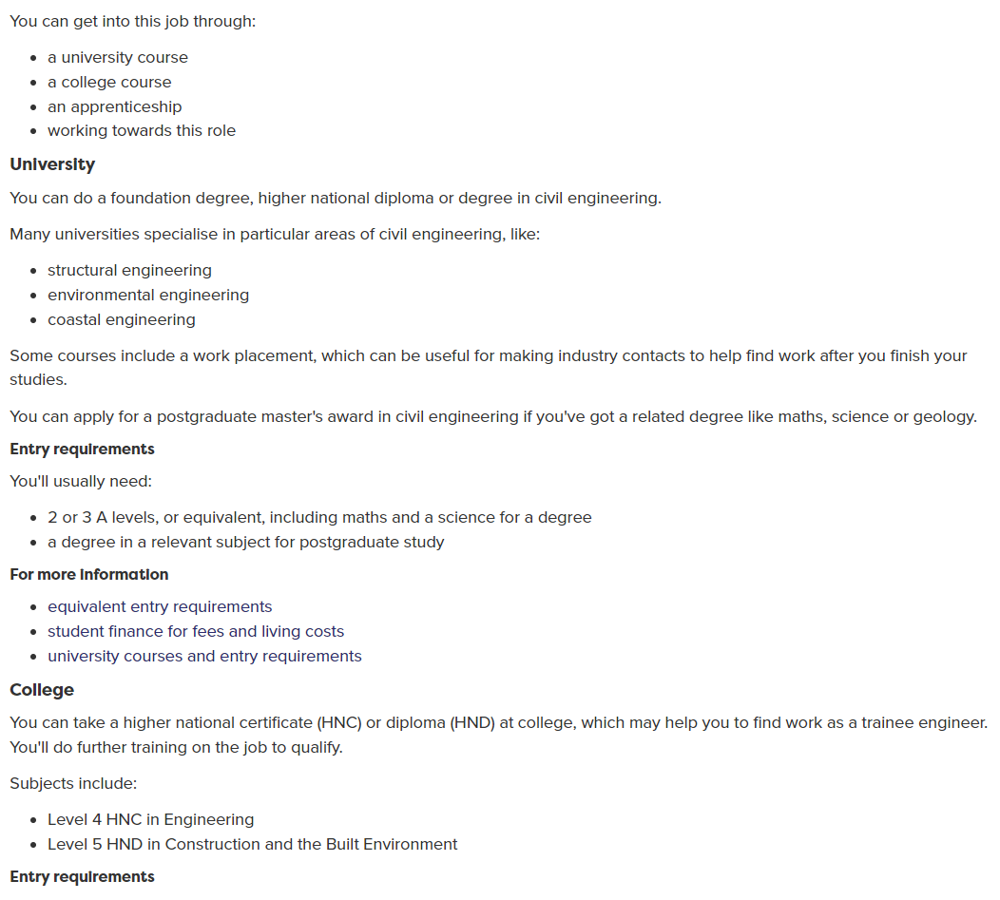 You can get into this job through:
a university course
a college course
an apprenticeship
working towards this role
University
You can do a foundation degree, higher national diploma or degree in civil engineering.
Many universities specialise in particular areas of civil engineering, like:
structural engineering
environmental engineering
coastal engineering
Some courses include a work placement, which can be useful for making industry contacts to help find work after you finish your
studies.
You can apply for a postgraduate master's award in civil engineering if you've got a related degree like maths, science or geology.
Entry requirements
You'll usually need:
2 or 3 A levels, or equivalent, including maths and a science for a degree
a degree in a relevant subject for postgraduate study
For more information
equivalent entry requirements
student finance for fees and living costs
university courses and entry requirements
College
You can take a higher national certificate (HNC) or diploma (HND) at college, which may help you to find work as a trainee engineer.
You'll do further training on the job to qualify.
Subjects include:
Level 4 HNC in Engineering
Level 5 HND in Construction and the Built Environment
Entry requirements